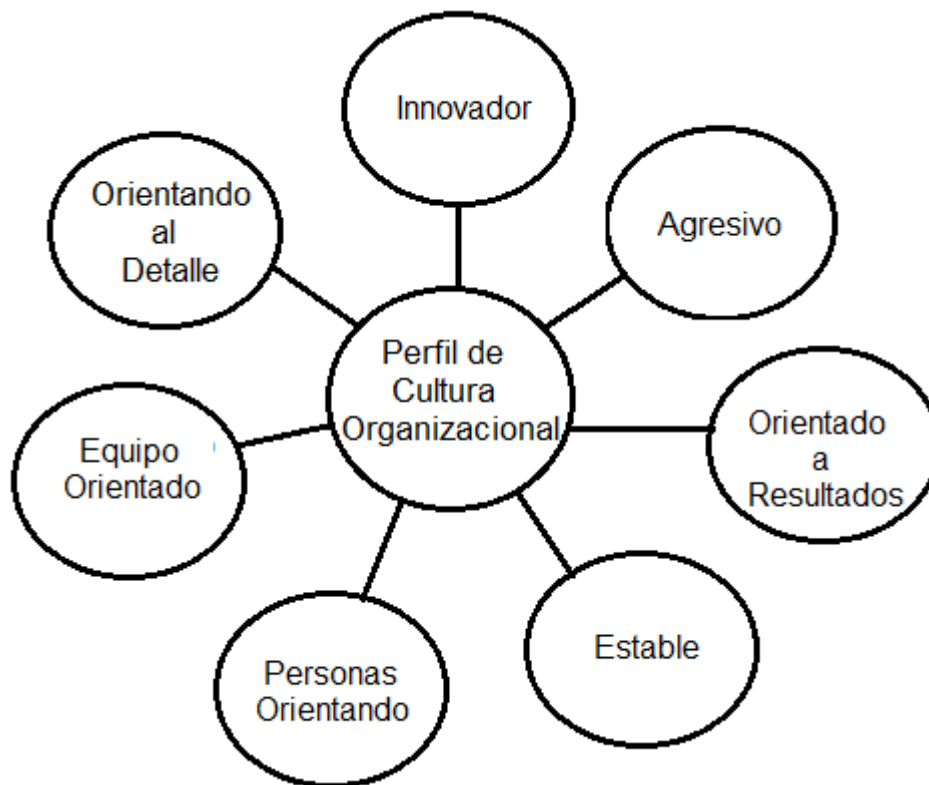 Innovador
Agresivo
Orientado
a
Resultados
Estable
Personas
Orientando
Equipo
Orientado
Orientando
al
Detalle
Perfil de
Cultura
Organizacional